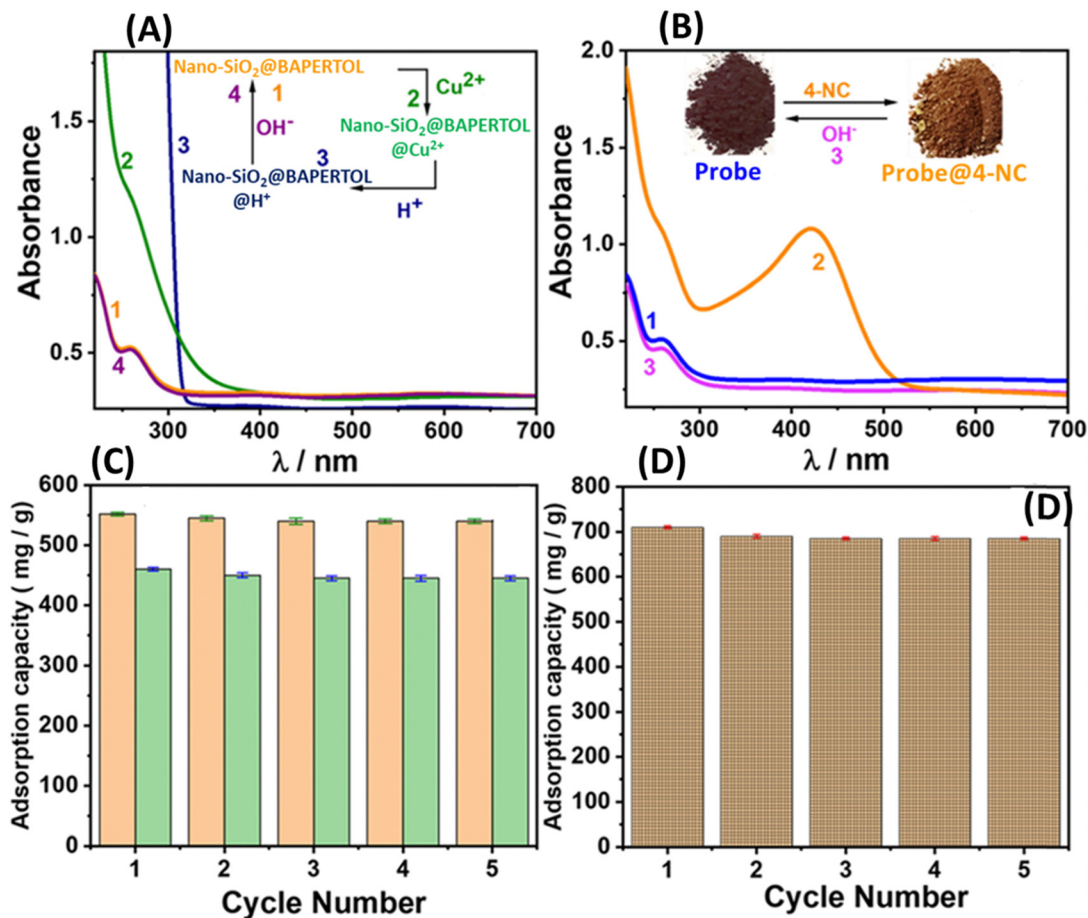 (A)
Absorbance
1.5
1.0
0.5
300 400 500 600 700
λ / nm
1
2
3
4
Nano-SiO₂@BAPERTOL
4 1
OH⁻
2 Cu²⁺
Nano-SiO₂@BAPERTOL
@Cu²⁺
3
Nano-SiO₂@BAPERTOL
@H⁺
H⁺
(B)
Absorbance
2.0
1.5
1.0
0.5
300 400 500 600 700
λ / nm
4-NC
OH⁻
3
Probe
Probe@4-NC
2
1
3
(C)
Adsorption capacity ( mg / g)
600
500
400
300
200
100
0
1 2 3 4 5
Cycle Number
(D)
(D)
Adsorption capacity ( mg / g)
800
700
600
500
400
300
200
100
0
1 2 3 4 5
Cycle Number